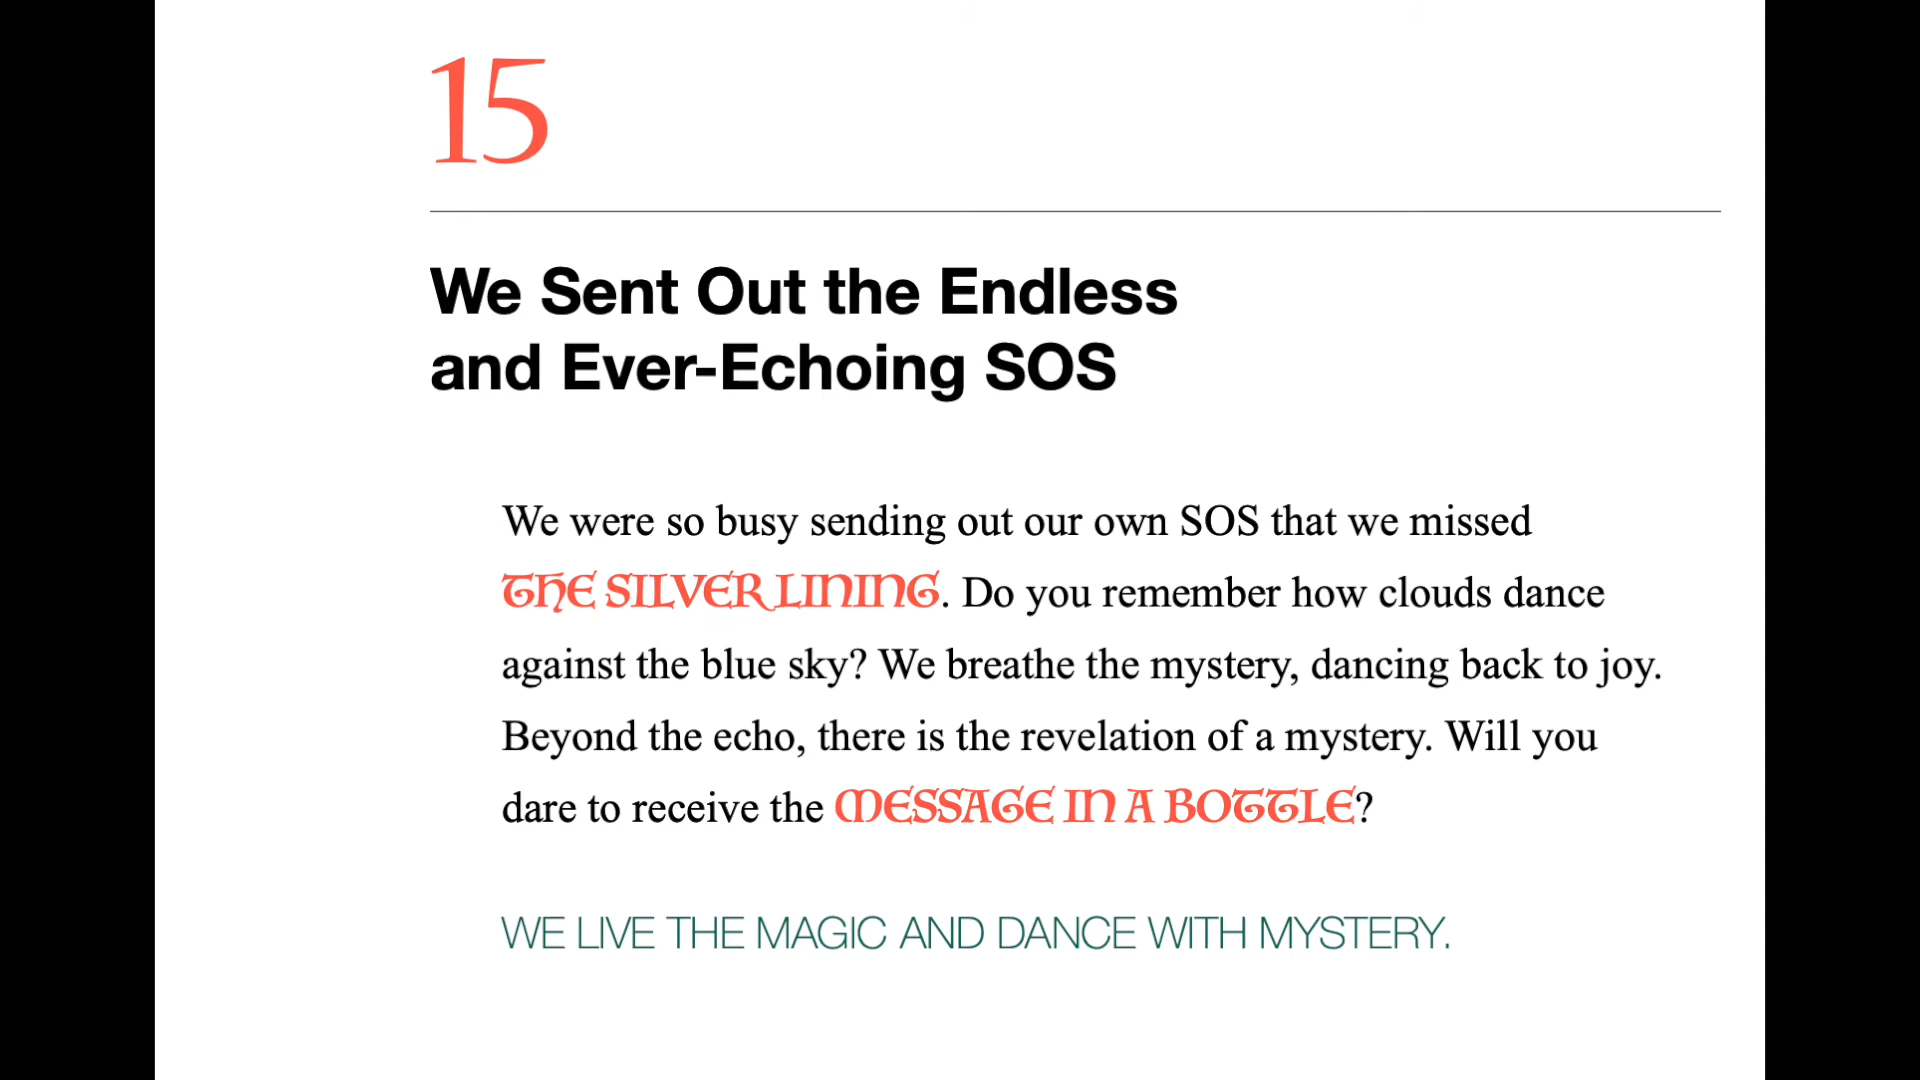 15
We Sent Out the Endless
and Ever-Echoing SOS
We were so busy sending out our own SOS that we missed
THE SILVER LINING. Do you remember how clouds dance
against the blue sky? We breathe the mystery, dancing back to joy.
Beyond the echo, there is the revelation of a mystery. Will you
dare to receive the MESSAGE IN A BOTTLE?
WE LIVE THE MAGIC AND DANCE WITH MYSTERY.